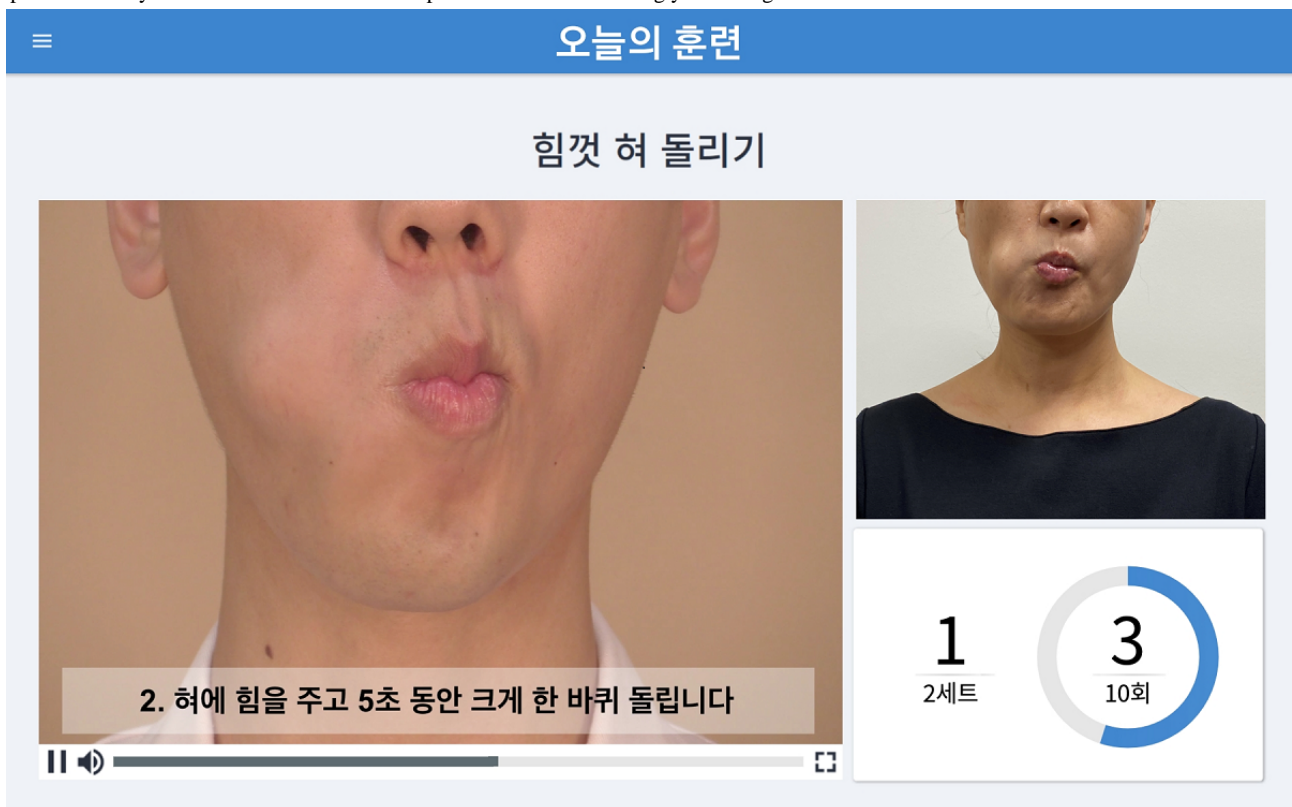 오늘의 훈련
힘껏 혀 돌리기
2. 혀에 힘을 주고 5초 동안 크게 한 바퀴 돌립니다
1
2세트
3
10회